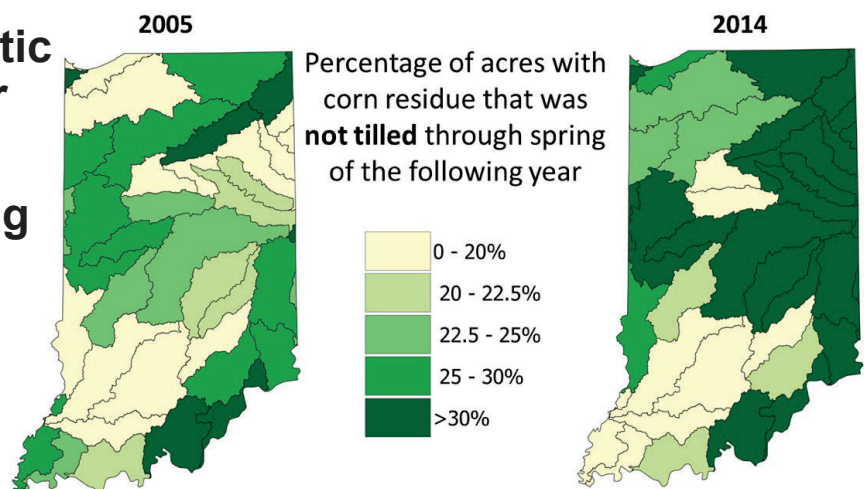 tic
r
g
2005
Percentage of acres with
corn residue that was
not tilled through spring
of the following year
0 - 20%
20 - 22.5%
22.5 - 25%
25 - 30%
>30%
2014